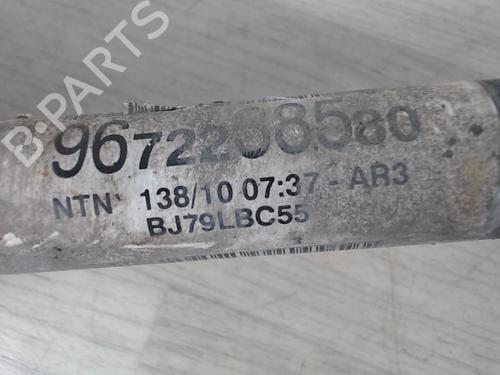 9672268580
NTN 138/10 07:37 - AR3
BJ79LBC55
B-PARTS